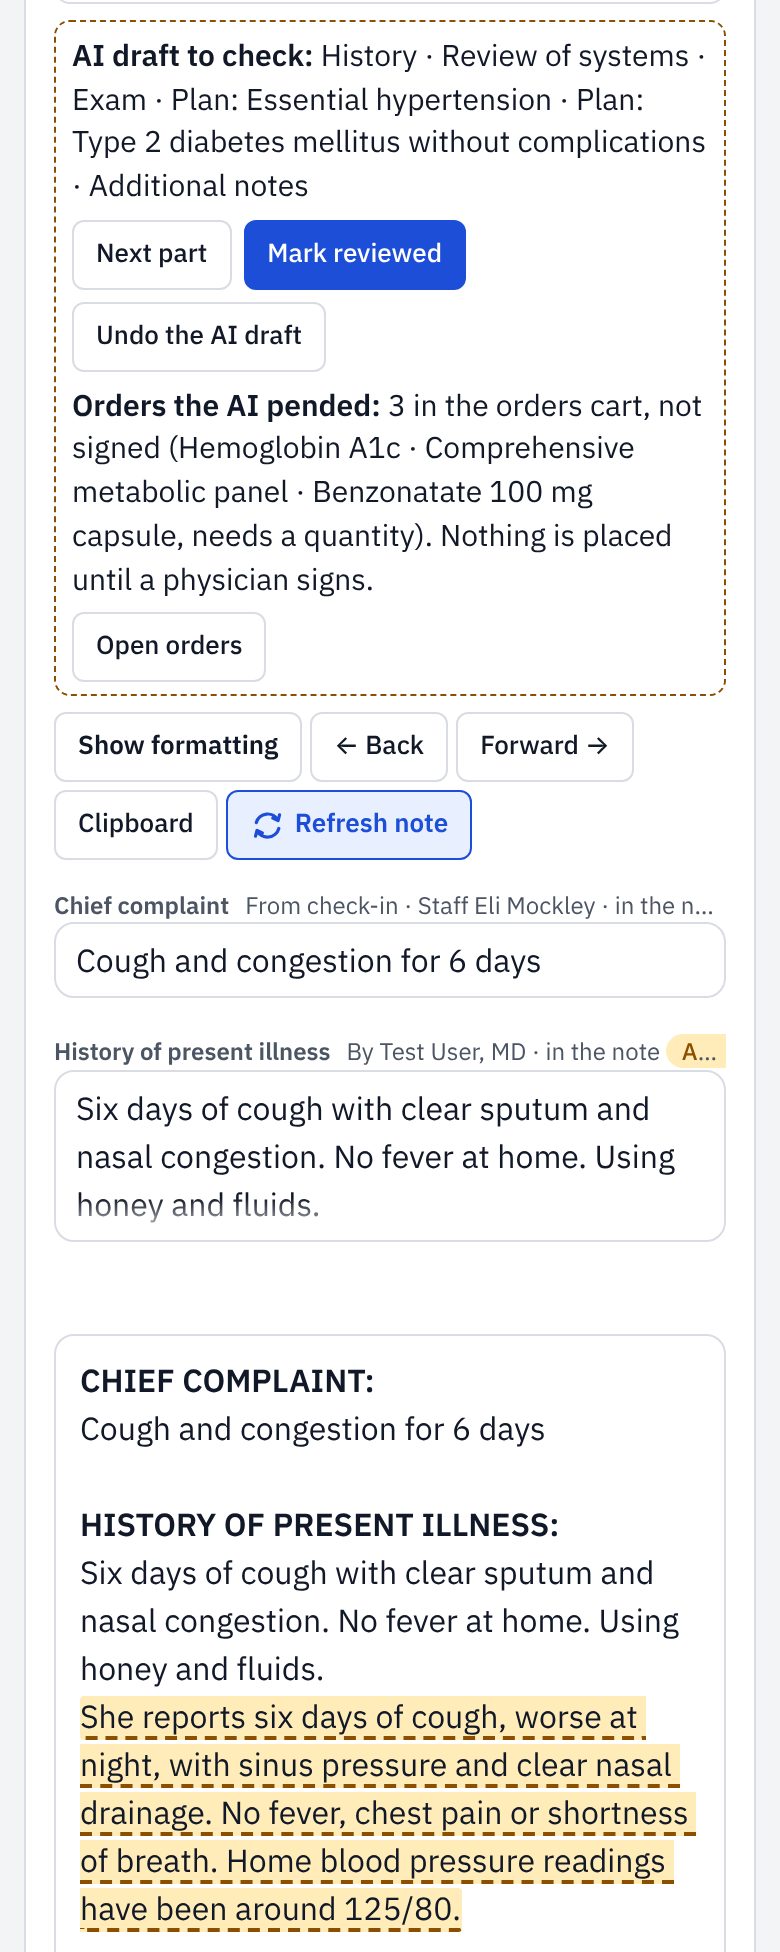 AI draft to check: History · Review of systems ·
Exam · Plan: Essential hypertension · Plan:
Type 2 diabetes mellitus without complications
· Additional notes
Next part Mark reviewed
Undo the AI draft
Orders the AI pended: 3 in the orders cart, not
signed (Hemoglobin A1c · Comprehensive
metabolic panel · Benzonatate 100 mg
capsule, needs a quantity). Nothing is placed
until a physician signs.
Open orders
Show formatting ← Back Forward →
Clipboard Refresh note
Chief complaint From check-in · Staff Eli Mockley · in the n...
Cough and congestion for 6 days
History of present illness By Test User, MD · in the note A...
Six days of cough with clear sputum and
nasal congestion. No fever at home. Using
honey and fluids.
CHIEF COMPLAINT:
Cough and congestion for 6 days
HISTORY OF PRESENT ILLNESS:
Six days of cough with clear sputum and
nasal congestion. No fever at home. Using
honey and fluids.
She reports six days of cough, worse at
night, with sinus pressure and clear nasal
drainage. No fever, chest pain or shortness
of breath. Home blood pressure readings
have been around 125/80.